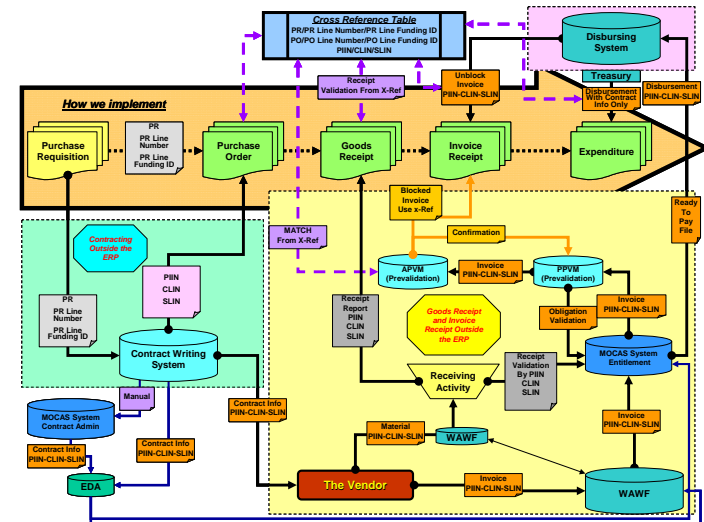 Cross Reference Table
PR/PR Line Number/PR Line Funding ID
PO/PO Line Number/PO Line Funding ID
PIIN/CLIN/SLIN
Disbursing
System
Treasury
Disbursement
With Contract
Info Only
Disbursement
PIIN-CLIN-SLIN
Receipt
Validation From X-Ref
Unblock
Invoice
PIIN-CLIN-SLIN
How we implement
Purchase
Requisition
PR
PR Line
Number
PR Line
Funding ID
Purchase
Order
Goods
Receipt
Invoice
Receipt
Expenditure
Blocked
Invoice
Use x-Ref
Confirmation
MATCH
From X-Ref
Ready
To
Pay
File
Contracting
Outside the
ERP
PIIN
CLIN
SLIN
PR
PR Line
Number
PR Line
Funding ID
Contract Writing
System
APVM
(Prevalidation)
Invoice
PIIN-CLIN-SLIN
PPVM
(Prevalidation)
Receipt
Report
PIIN
CLIN
SLIN
Goods Receipt
and Invoice
Receipt Outside
the ERP
Obligation
Validation
Invoice
PIIN-CLIN-SLIN
MOCAS System
Entitlement
Receiving
Activity
Receipt
Validation
By PIIN
CLIN
SLIN
Manual
MOCAS System
Contract Admin
Contract Info
PIIN-CLIN-SLIN
Contract Info
PIIN-CLIN-SLIN
Contract Info
PIIN-CLIN-SLIN
EDA
Material
PIIN-CLIN-SLIN
WAWF
Invoice
PIIN-CLIN-SLIN
The Vendor
Invoice
PIIN-CLIN-SLIN
WAWF